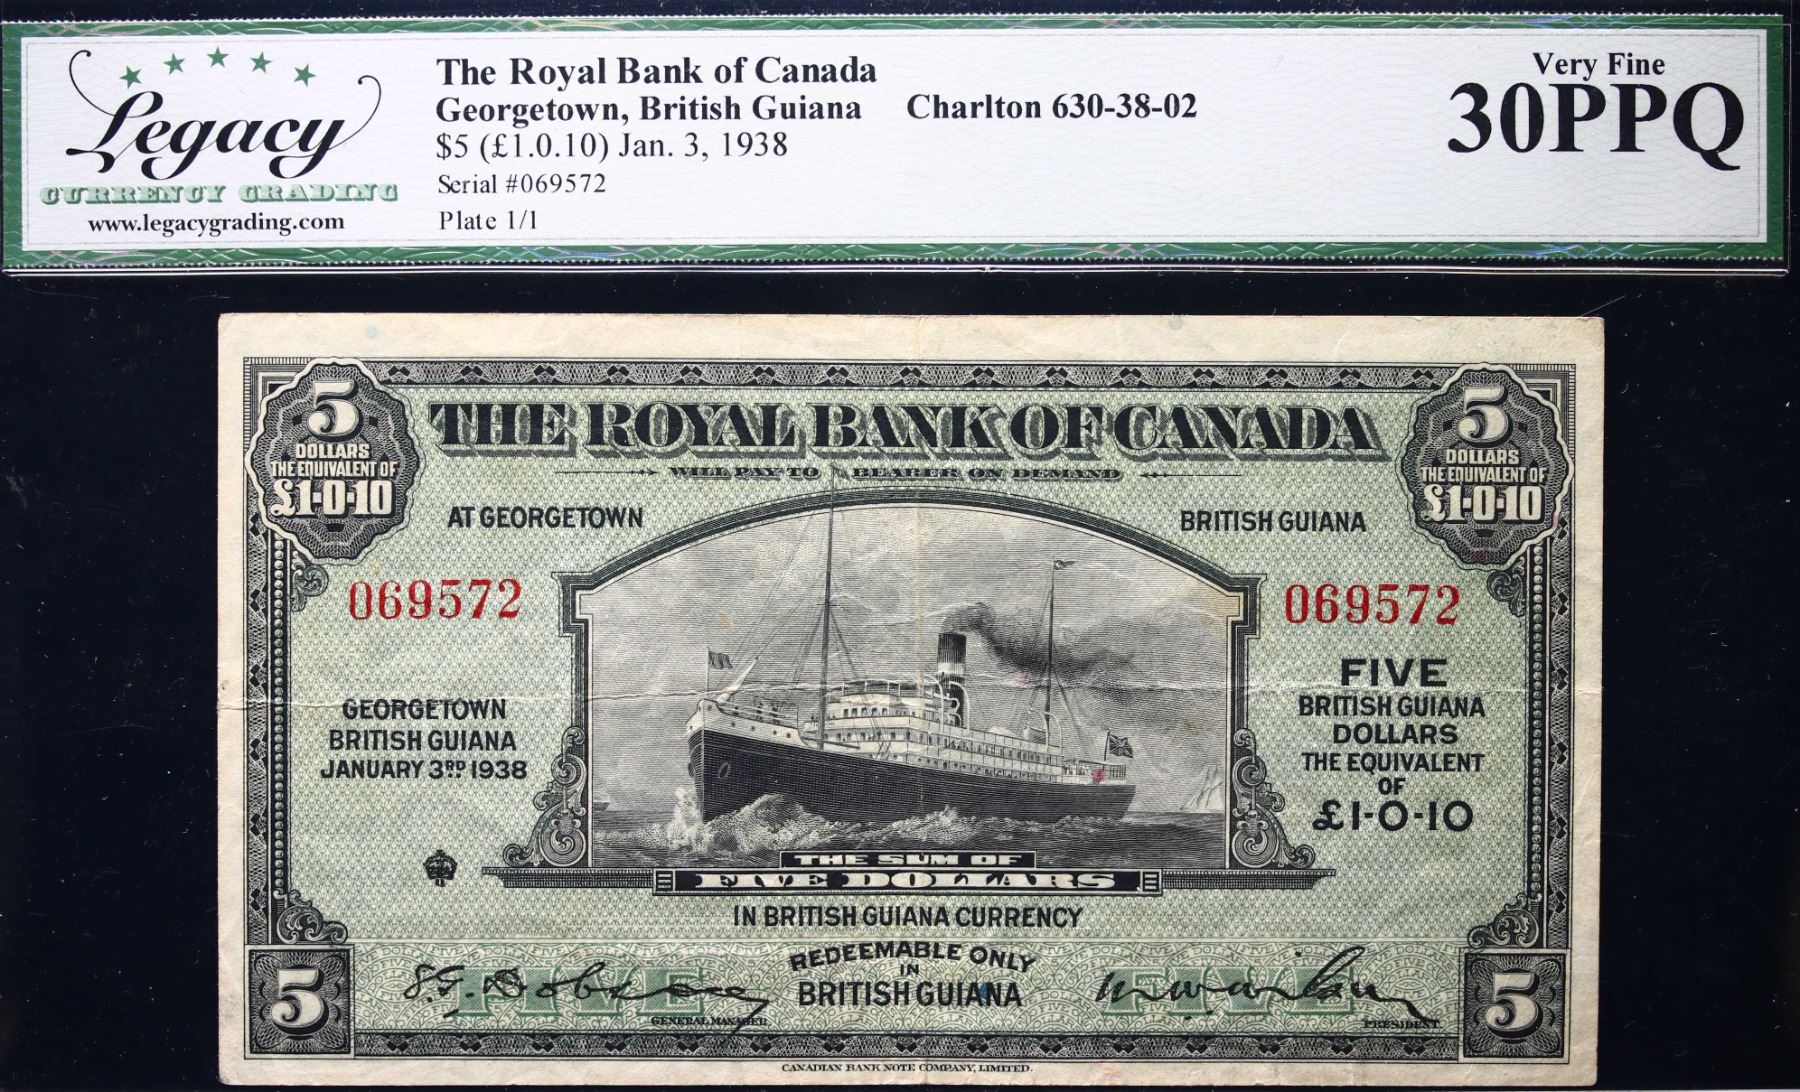 Legacy
CURRENCY GRADING
www.legacygrading.com
The Royal Bank of Canada
Georgetown, British Guiana Charlton 630-38-02
$5 (£1.0.10) Jan. 3, 1938
Serial #069572
Plate 1/1
Very Fine
30PPQ
5
DOLLARS
THE EQUIVALENT OF
£1-0-10
THE ROYAL BANK OF CANADA
WILL PAY TO BEARER ON DEMAND
5
DOLLARS
THE EQUIVALENT OF
£1-0-10
AT GEORGETOWN
BRITISH GUIANA
069572
069572
GEORGETOWN
BRITISH GUIANA
JANUARY 3RD 1938
FIVE
BRITISH GUIANA
DOLLARS
THE EQUIVALENT
OF
£1-0-10
THE SUM OF
FIVE DOLLARS
IN BRITISH GUIANA CURRENCY
REDEEMABLE ONLY
IN
BRITISH GUIANA
5
FIVE
GENERAL MANAGER
FIVE
PRESIDENT
5
CANADIAN BANK NOTE COMPANY, LIMITED.